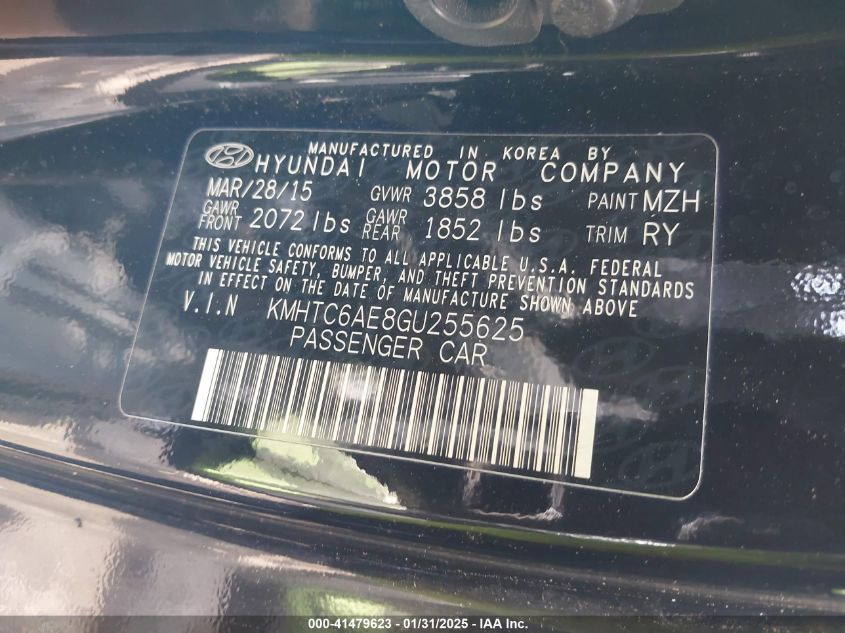 MANUFACTURED IN KOREA BY
HYUNDAI MOTOR COMPANY
MAR/28/15 GVWR 3858 lbs PAINT MZH
GAWR FRONT 2072 lbs GAWR REAR 1852 lbs TRIM RY
THIS VEHICLE CONFORMS TO ALL APPLICABLE U.S.A. FEDERAL
MOTOR VEHICLE SAFETY, BUMPER, AND THEFT PREVENTION STANDARDS
IN EFFECT ON THE DATE OF MANUFACTURE SHOWN ABOVE
V.I.N KMHTC6AE8GU255625
PASSENGER CAR
000-41479623 - 01/31/2025 - IAA Inc.